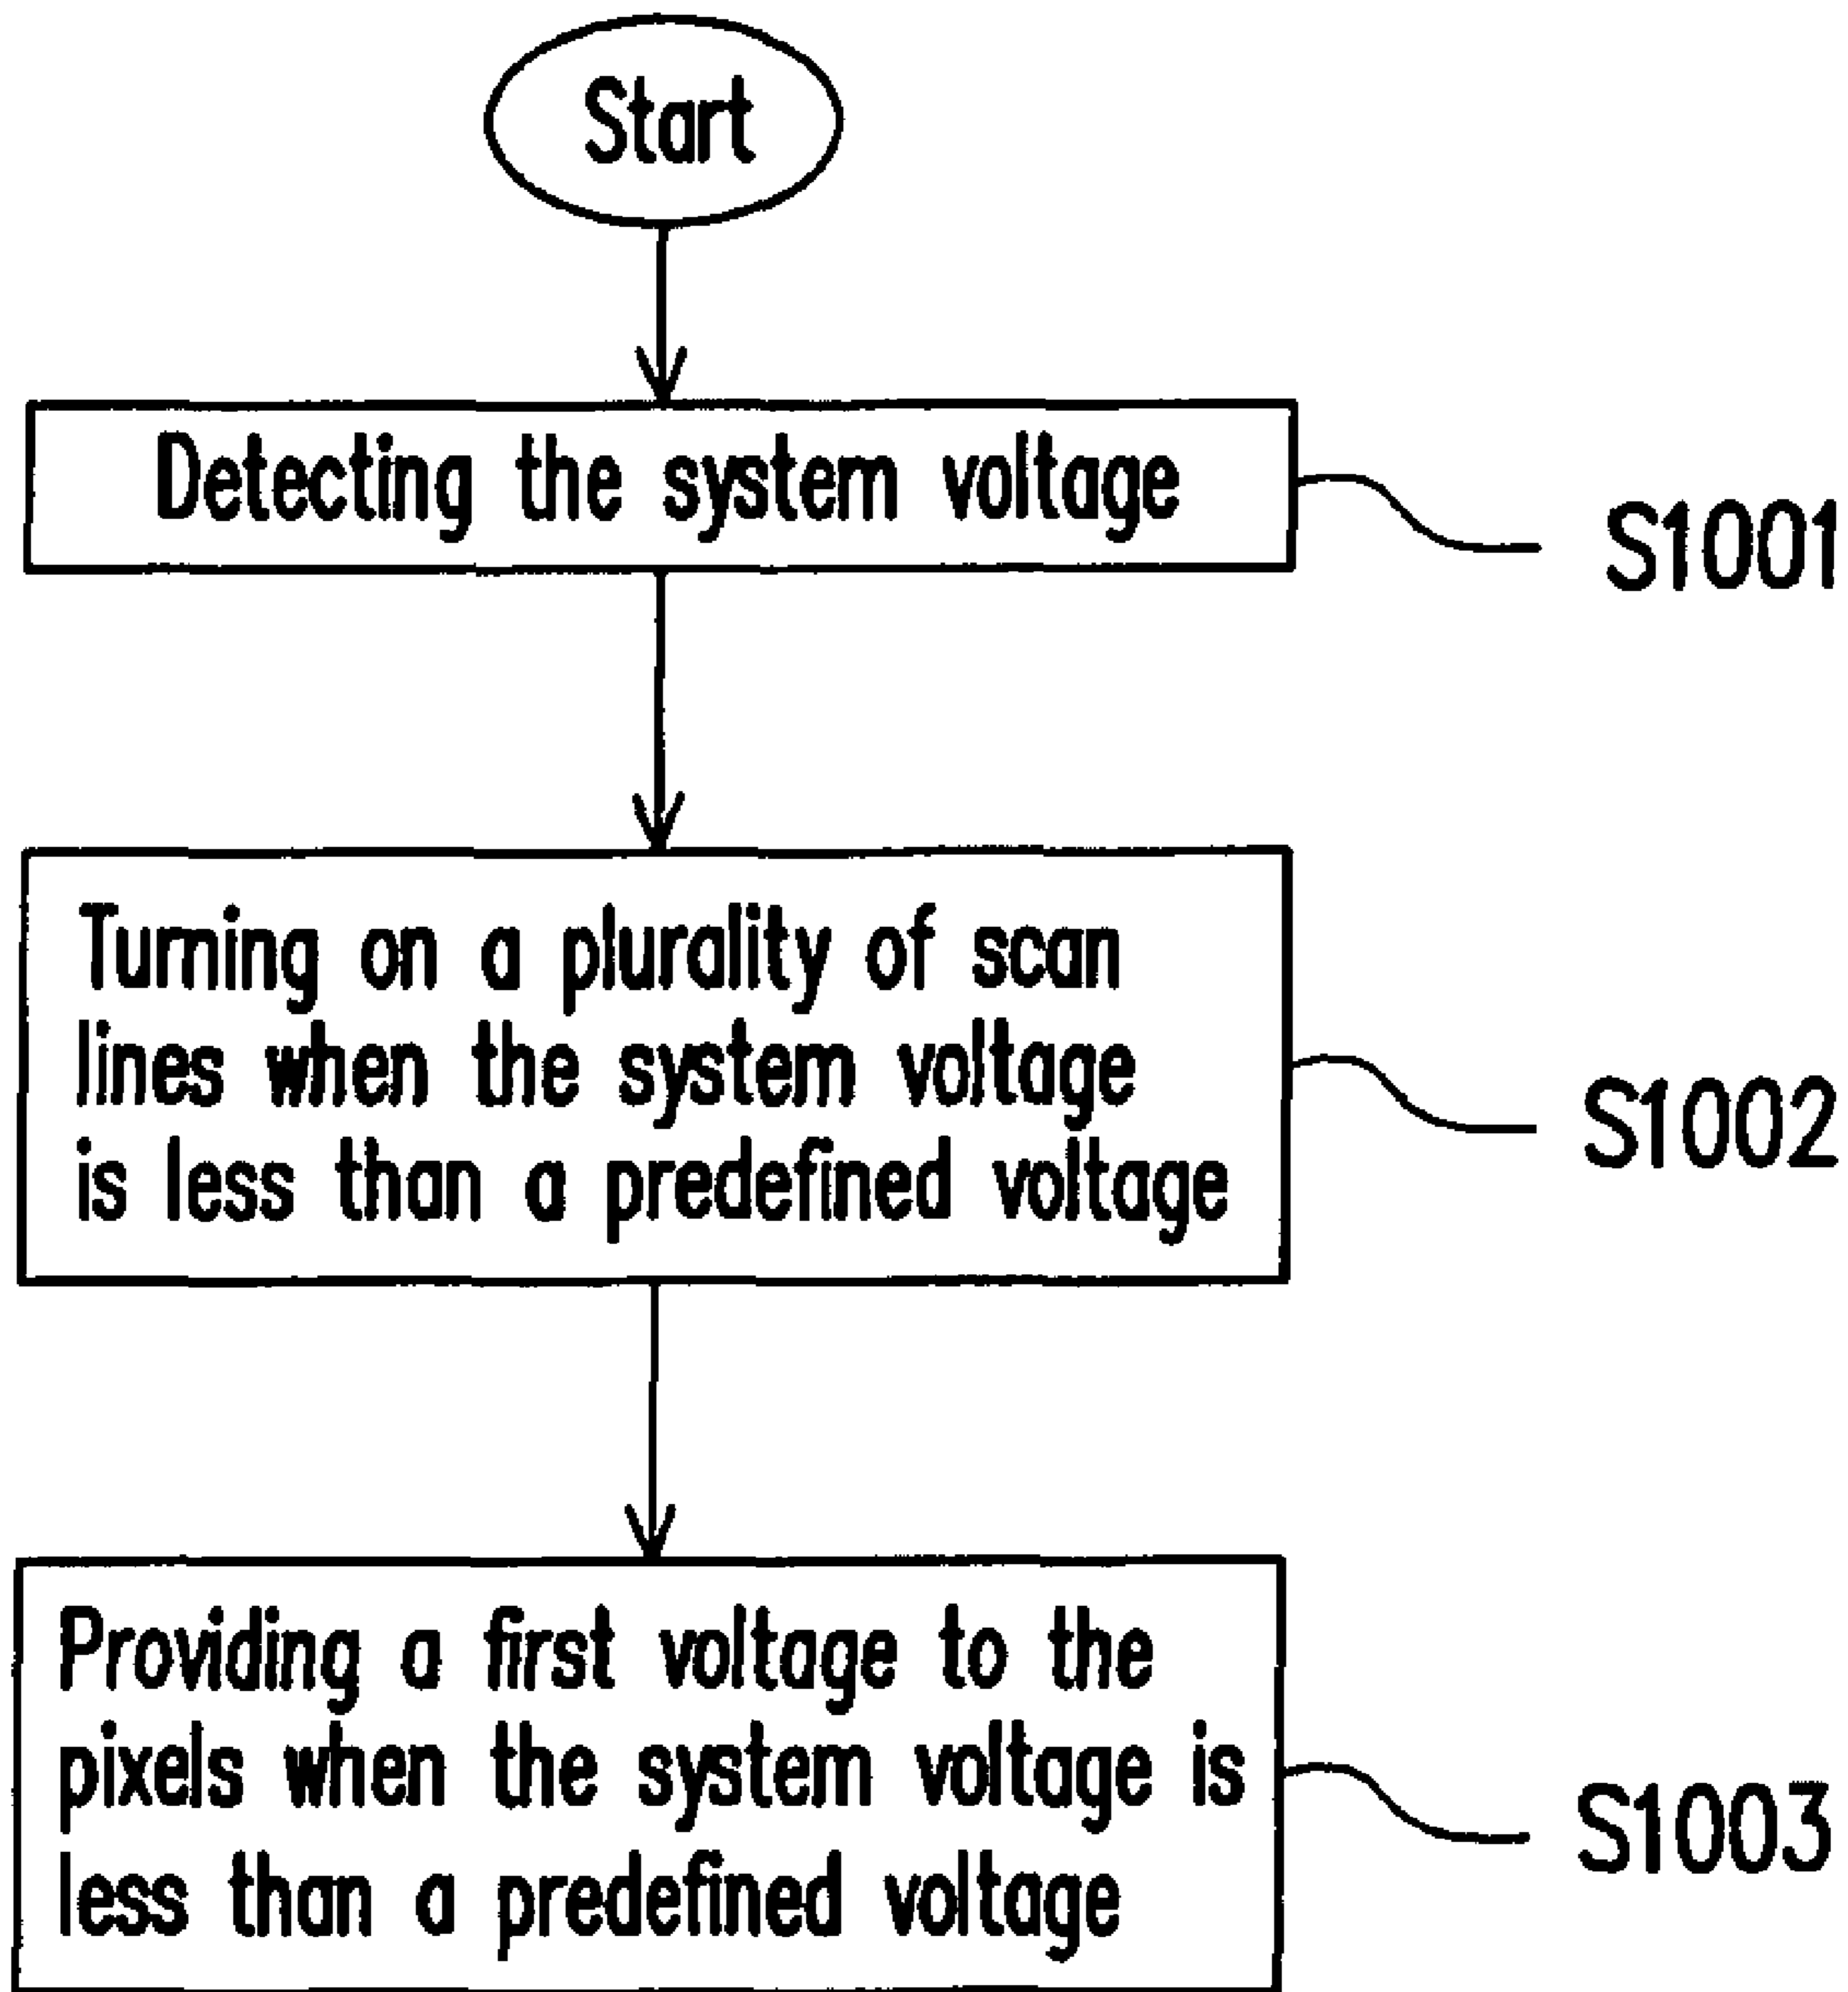 Start
Detecting the system voltage
S1001
Turning on a plurality of scan
lines when the system voltage
is less than a predefined voltage
S1002
Providing a first voltage to the
pixels when the system voltage is
less than a predefined voltage
S1003